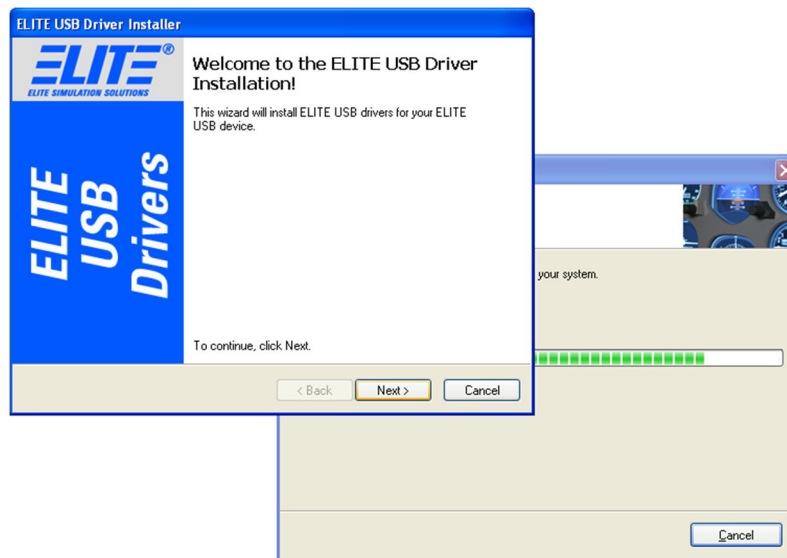 ELITE USB Driver Installer
ELITE®
ELITE SIMULATION SOLUTIONS
ELITE
USB
Drivers
Welcome to the ELITE USB Driver
Installation!
This wizard will install ELITE USB drivers for your ELITE
USB device.
To continue, click Next.
< Back
Next >
Cancel
your system.
Cancel